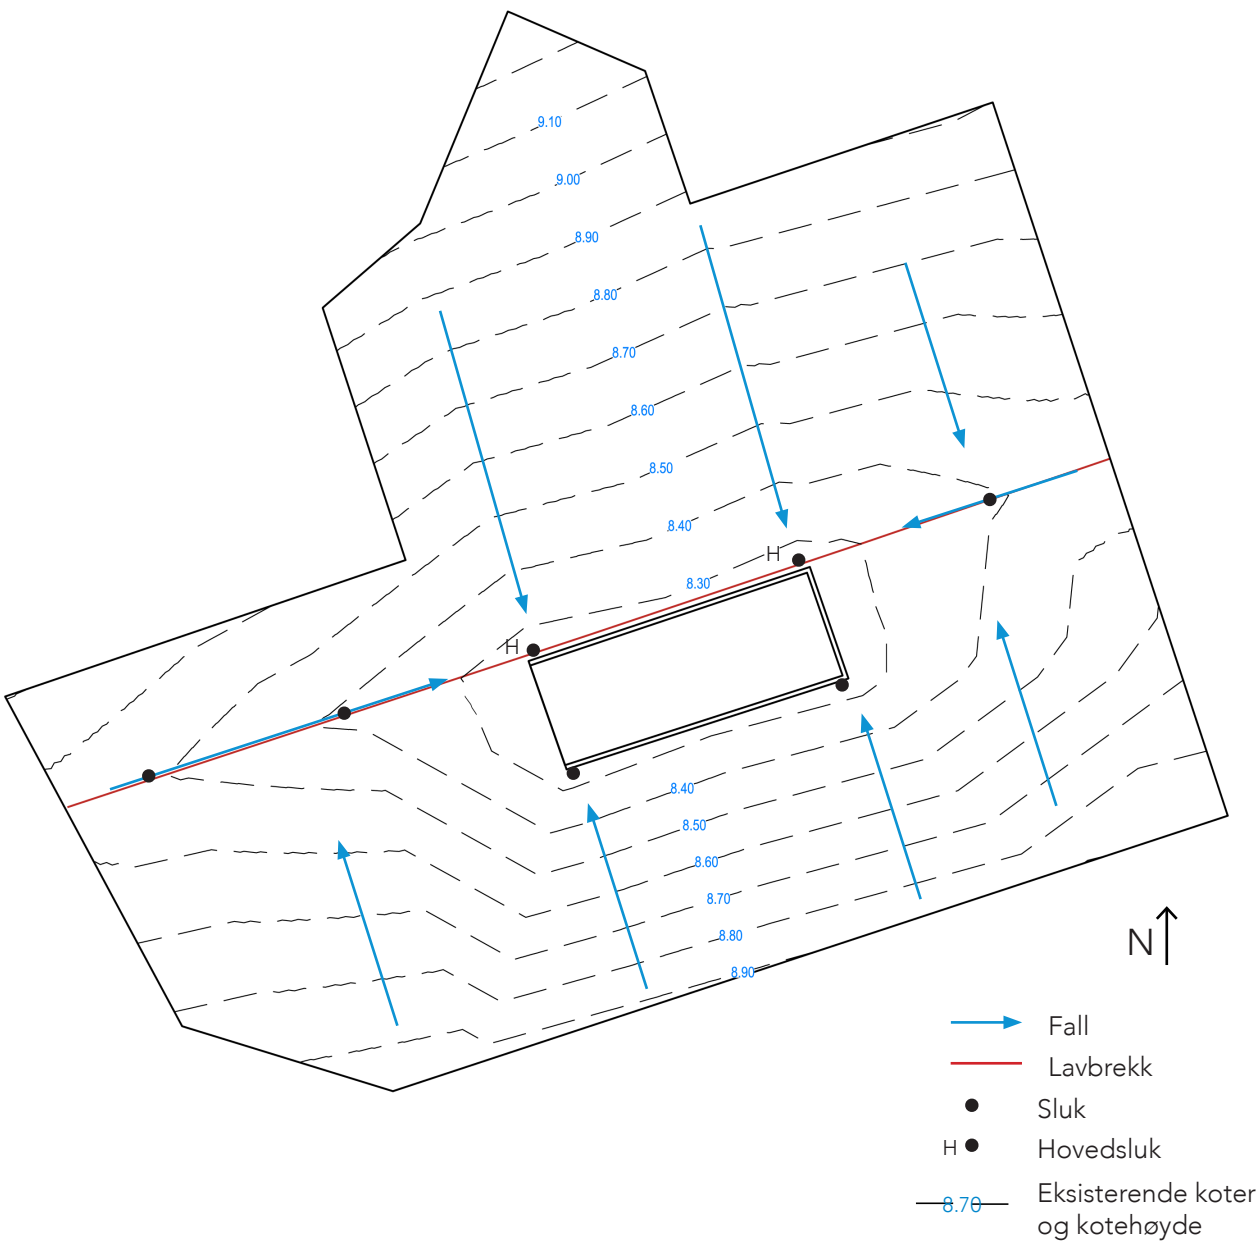 9.10
9.00
8.90
8.80
8.70
8.60
8.50
8.40
H
8.30
H
8.40
8.50
8.60
8.70
8.80
8.90
N
Fall
Lavbrekk
Sluk
H
Hovedsluk
8.70
Eksisterende koter
og kotehøyde